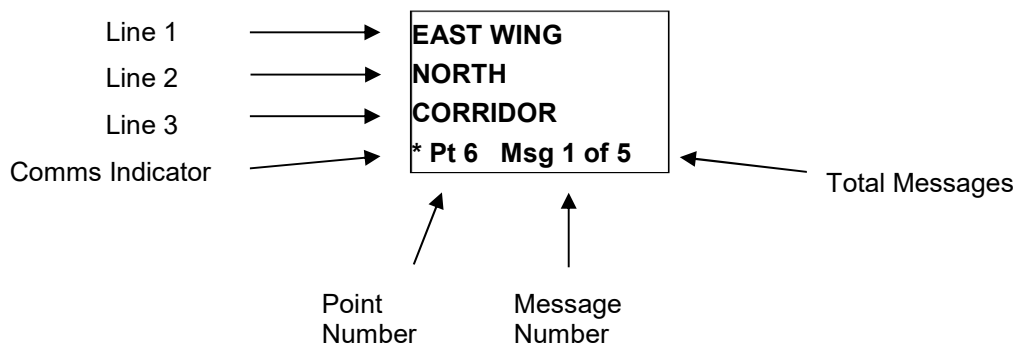 Line 1
EAST WING
Line 2
NORTH
Line 3
CORRIDOR
Comms Indicator
* Pt 6 Msg 1 of 5
Total Messages
Point
Number
Message
Number